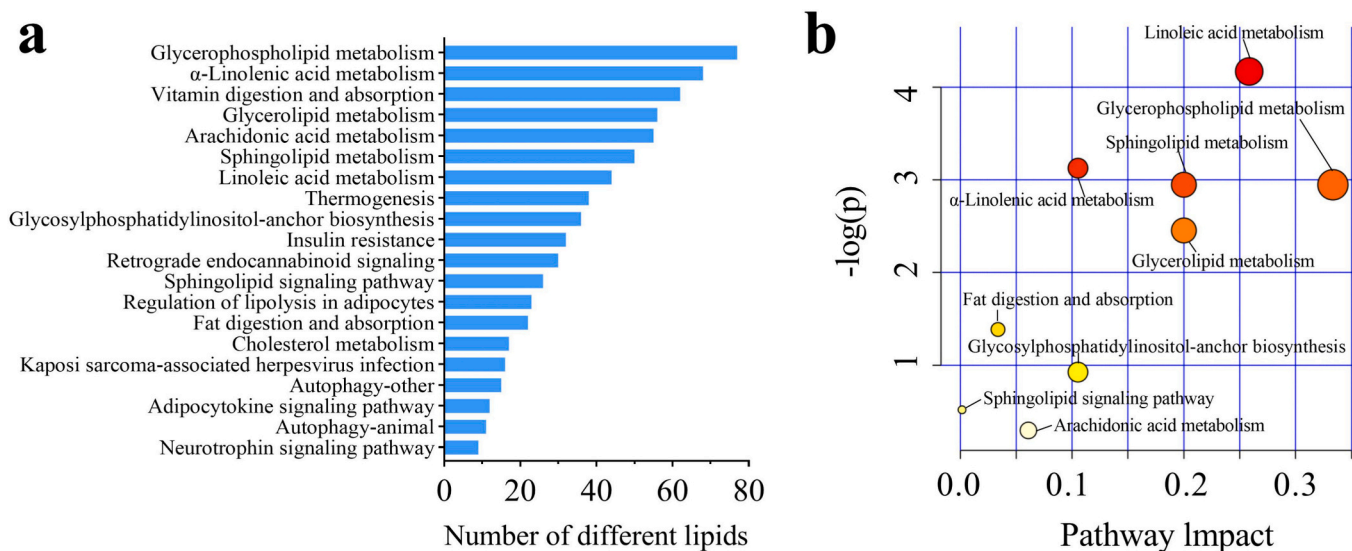 a
Glycerophospholipid metabolism
α-Linolenic acid metabolism
Vitamin digestion and absorption
Glycerolipid metabolism
Arachidonic acid metabolism
Sphingolipid metabolism
Linoleic acid metabolism
Thermogenesis
Glycosylphosphatidylinositol-anchor biosynthesis
Insulin resistance
Retrograde endocannabinoid signaling
Sphingolipid signaling pathway
Regulation of lipolysis in adipocytes
Fat digestion and absorption
Cholesterol metabolism
Kaposi sarcoma-associated herpesvirus infection
Autophagy-other
Adipocytokine signaling pathway
Autophagy-animal
Neurotrophin signaling pathway
0 20 40 60 80
Number of different lipids
b
Linoleic acid metabolism
Glycerophospholipid metabolism
Sphingolipid metabolism
α-Linolenic acid metabolism
Glycerolipid metabolism
Fat digestion and absorption
Glycosylphosphatidylinositol-anchor biosynthesis
Sphingolipid signaling pathway
Arachidonic acid metabolism
4
3
2
1
-log(p)
0.0 0.1 0.2 0.3
Pathway lmpact